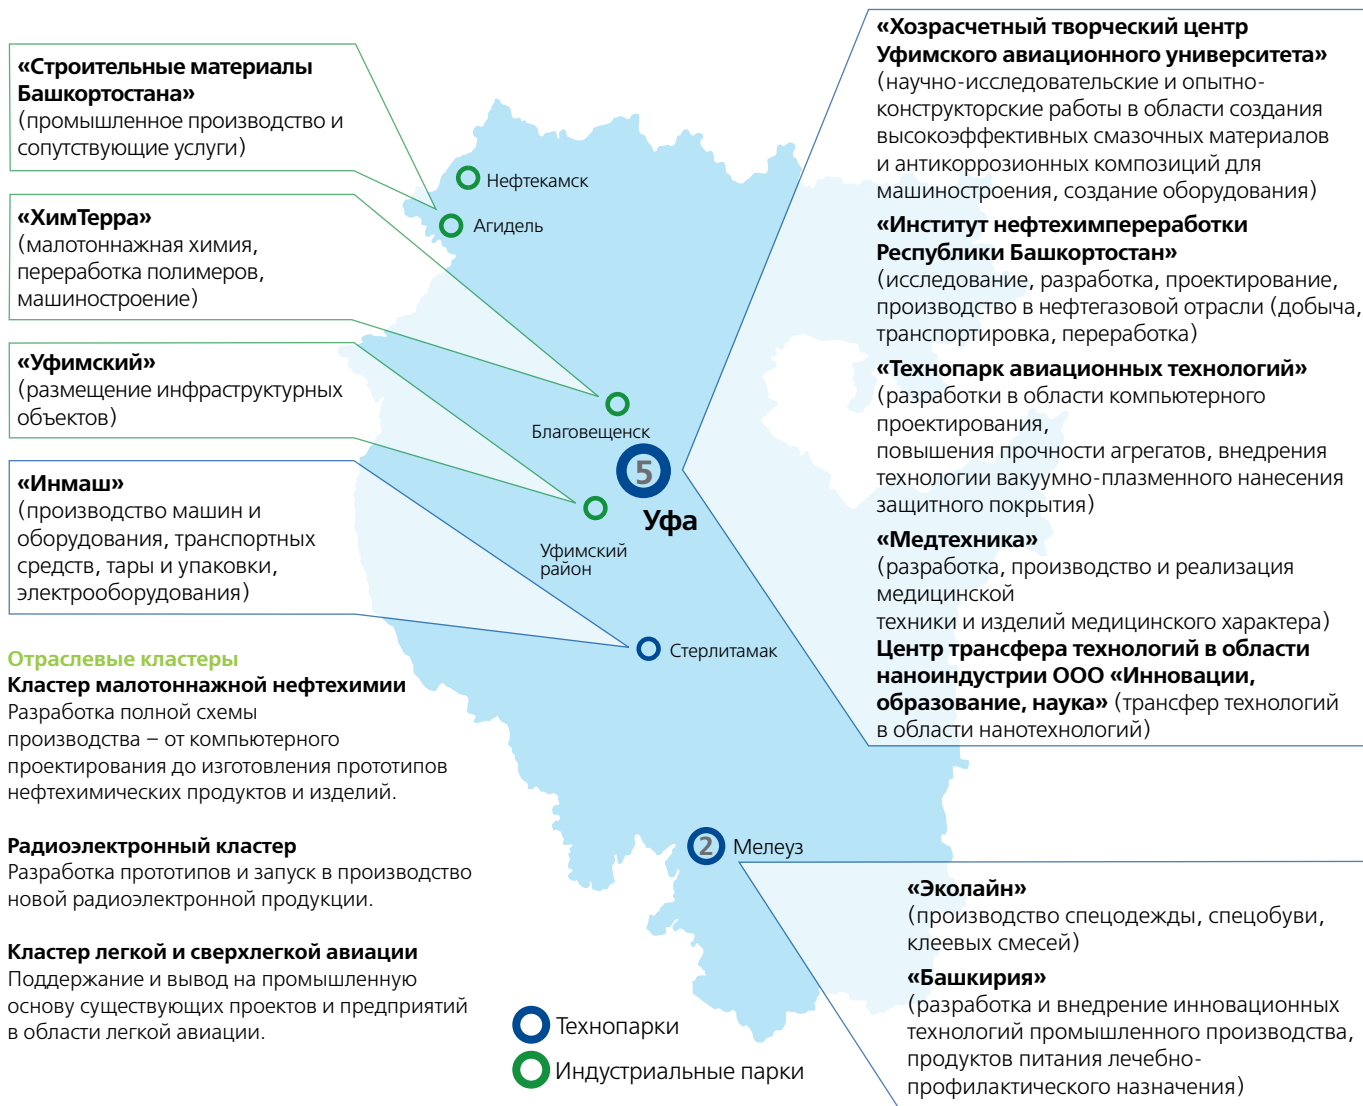 «Строительные материалы
Башкортостана»
(промышленное производство и
сопутствующие услуги)
«ХимТерра»
(малотоннажная химия,
переработка полимеров,
машиностроение)
«Уфимский»
(размещение инфраструктурных
объектов)
«Инмаш»
(производство машин и
оборудования, транспортных
средств, тары и упаковки,
электрооборудования)
Отраслевые кластеры
Кластер малотоннажной нефтехимии
Разработка полной схемы
производства – от компьютерного
проектирования до изготовления прототипов
нефтехимических продуктов и изделий.
Радиоэлектронный кластер
Разработка прототипов и запуск в производство
новой радиоэлектронной продукции.
Кластер легкой и сверхлегкой авиации
Поддержание и вывод на промышленную
основу существующих проектов и предприятий
в области легкой авиации.
Нефтекамск
Агидель
Благовещенск
5
Уфа
Уфимский
район
Стерлитамак
2 Мелеуз
Технопарки
Индустриальные парки
«Хозрасчетный творческий центр
Уфимского авиационного университета»
(научно-исследовательские и опытно-
конструкторские работы в области создания
высокоэффективных смазочных материалов
и антикоррозионных композиций для
машиностроения, создание оборудования)
«Институт нефтехимпереработки
Республики Башкортостан»
(исследование, разработка, проектирование,
производство в нефтегазовой отрасли (добыча,
транспортировка, переработка)
«Технопарк авиационных технологий»
(разработки в области компьютерного
проектирования,
повышения прочности агрегатов, внедрения
технологии вакуумно-плазменного нанесения
защитного покрытия)
«Медтехника»
(разработка, производство и реализация
медицинской
техники и изделий медицинского характера)
Центр трансфера технологий в области
наноиндустрии ООО «Инновации,
образование, наука» (трансфер технологий
в области нанотехнологий)
«Эколайн»
(производство спецодежды, спецобуви,
клеевых смесей)
«Башкирия»
(разработка и внедрение инновационных
технологий промышленного производства,
продуктов питания лечебно-
профилактического назначения)